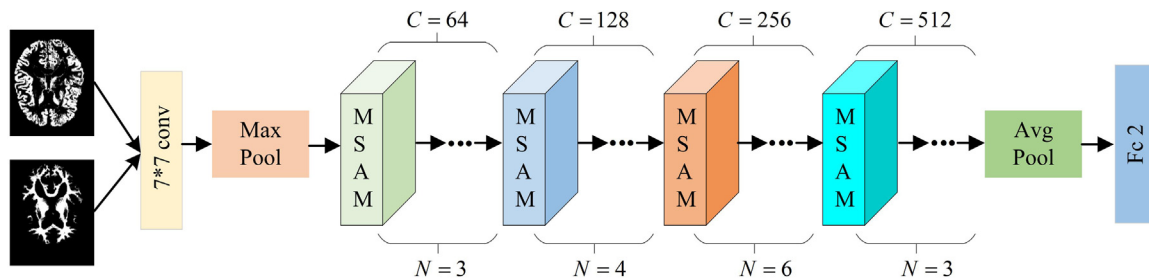 C = 64
C = 128
C = 256
C = 512
7*7 conv
Max
Pool
M
S
A
M
M
S
A
M
M
S
A
M
M
S
A
M
Avg
Pool
Fc 2
N = 3
N = 4
N = 6
N = 3